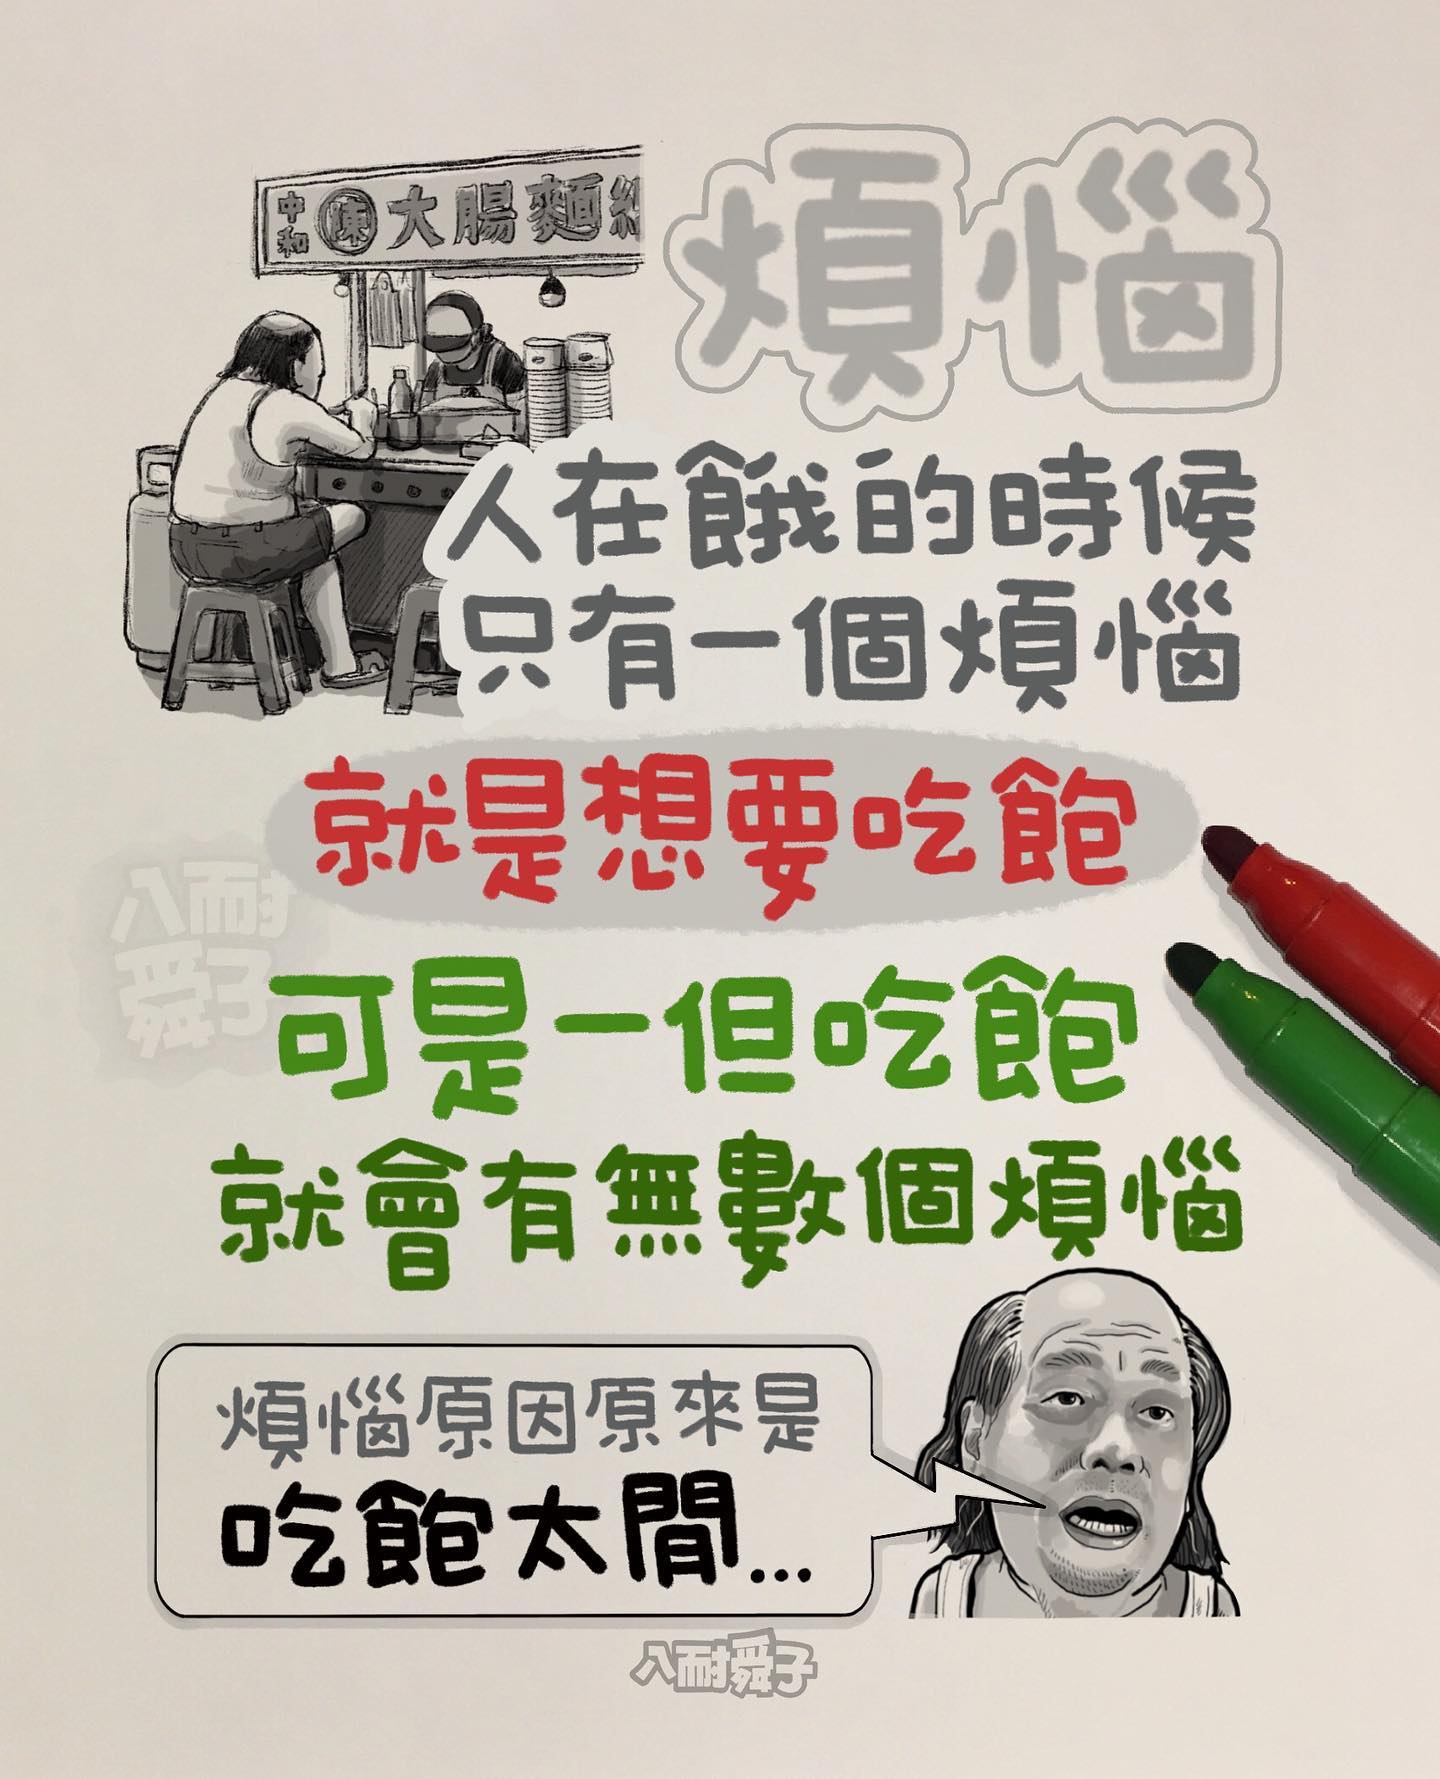 中和 陳 大腸麵線
煩惱
人在餓的時候
只有一個煩惱
就是想要吃飽
可是一但吃飽
就會有無數個煩惱
煩惱原因原來是
吃飽太閒...
八耐舜子
八耐
舜子